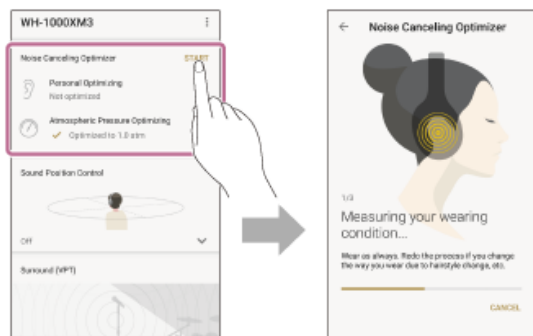 WH-1000XM3
Noise Canceling Optimizer
START
Personal Optimizing
Not optimized
Atmospheric Pressure Optimizing
Optimized to 1.0 atm
Sound Position Control
Off
Surround (VPT)
Noise Canceling Optimizer
1/3
Measuring your wearing
condition...
Wear as always. Redo the process if you change
the way you wear due to hairstyle change, etc.
CANCEL